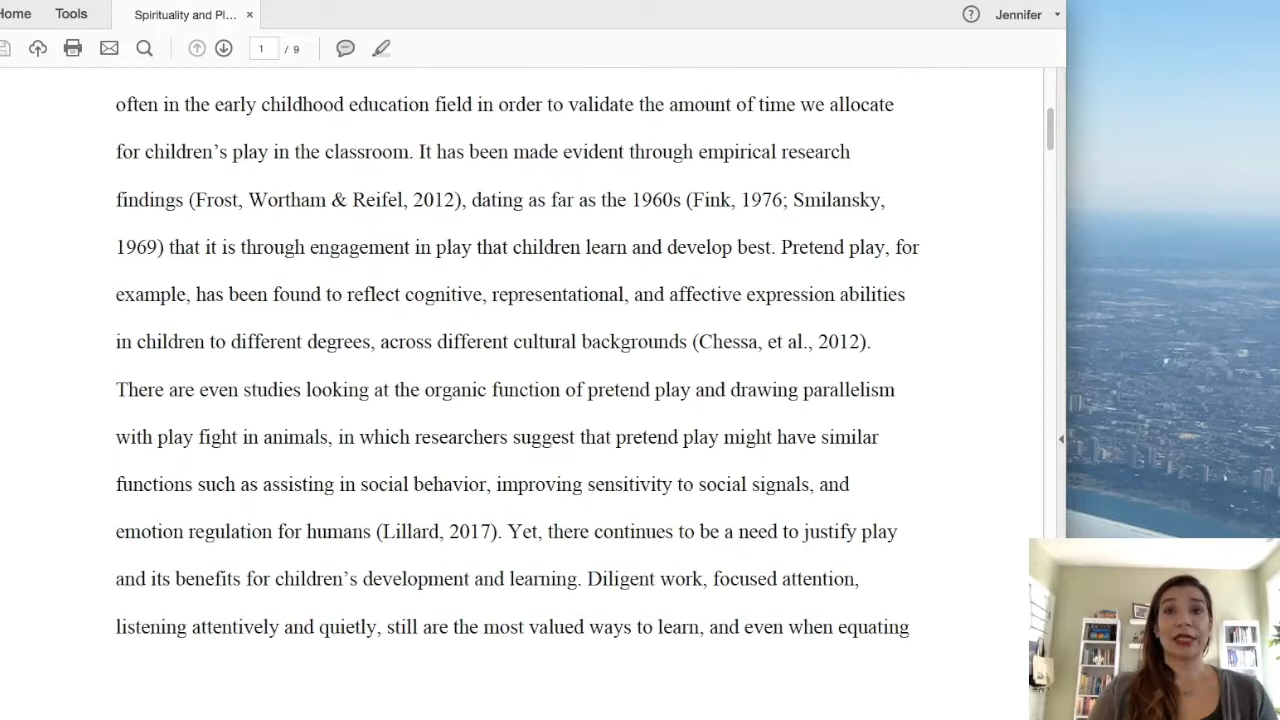 Home Tools Spirituality and Pl... × ? Jennifer
1 / 9
often in the early childhood education field in order to validate the amount of time we allocate
for children's play in the classroom. It has been made evident through empirical research
findings (Frost, Wortham & Reifel, 2012), dating as far as the 1960s (Fink, 1976; Smilansky,
1969) that it is through engagement in play that children learn and develop best. Pretend play, for
example, has been found to reflect cognitive, representational, and affective expression abilities
in children to different degrees, across different cultural backgrounds (Chessa, et al., 2012).
There are even studies looking at the organic function of pretend play and drawing parallelism
with play fight in animals, in which researchers suggest that pretend play might have similar
functions such as assisting in social behavior, improving sensitivity to social signals, and
emotion regulation for humans (Lillard, 2017). Yet, there continues to be a need to justify play
and its benefits for children's development and learning. Diligent work, focused attention,
listening attentively and quietly, still are the most valued ways to learn, and even when equating